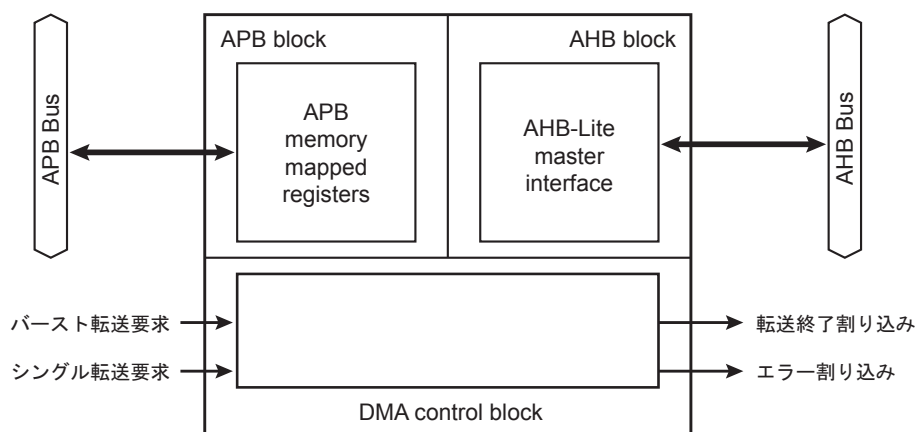 APB block
AHB block
APB Bus
APB
memory
mapped
registers
AHB-Lite
master
interface
AHB Bus
バースト転送要求
シングル転送要求
転送終了割り込み
エラー割り込み
DMA control block